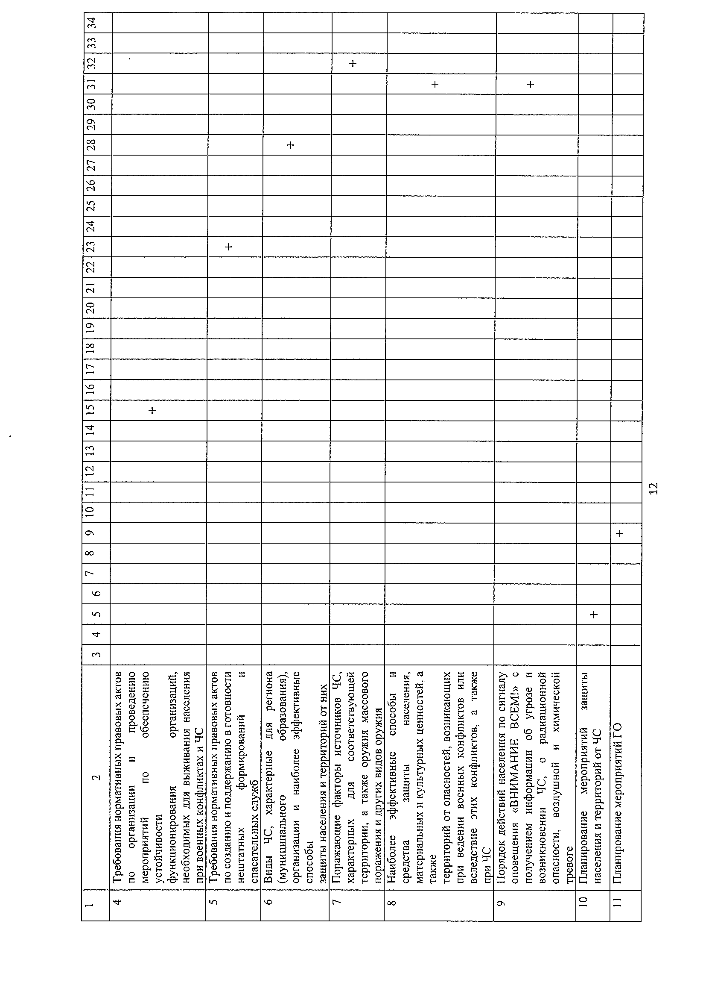 1 2 3 4 5 6 7 8 9 10 11 12 13 14 15 16 17 18 19 20 21 22 23 24 25 26 27 28 29 30 31 32 33 34
4 Требования нормативных правовых актов
по организации и проведению
мероприятий по обеспечению
устойчивости
функционирования организаций,
необходимых для выживания населения
при военных конфликтах и ЧС
+
5 Требования нормативных правовых актов
по созданию и поддержанию в готовности
нештатных формирований и
спасательных служб
+
6 Виды ЧС, характерные для региона
(муниципального образования),
организации и наиболее эффективные
способы
защиты населения и территорий от них
+
7 Поражающие факторы источников ЧС,
характерных для соответствующей
территории, а также оружия массового
поражения и других видов оружия
+
8 Наиболее эффективные способы и
средства защиты населения,
материальных и культурных ценностей, а
также
территорий от опасностей, возникающих
при ведении военных конфликтов или
вследствие этих конфликтов, а также
при ЧС
+
9 Порядок действий населения по сигналу
оповещения «ВНИМАНИЕ ВСЕМ!» с
получением информации об угрозе и
возникновении ЧС, о радиационной
опасности, воздушной и химической
тревоге
+
10 Планирование мероприятий защиты
населения и территорий от ЧС
+
11 Планирование мероприятий ГО
+
12